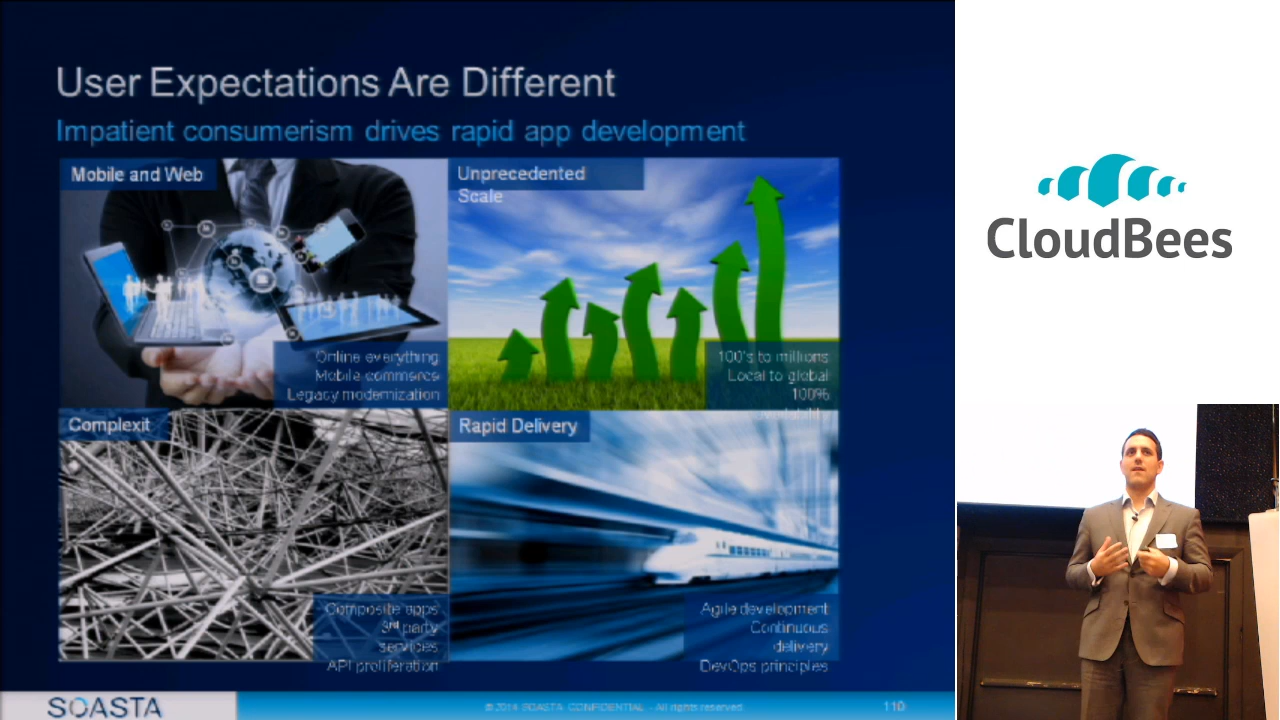 User Expectations Are Different
Impatient consumerism drives rapid app development
Mobile and Web
Online everything
Mobile commerce
Legacy modernization
Unprecedented
Scale
100's to millions
Local to global
100%
Complexit
Composite apps
3rd party
services
API proliferation
Rapid Delivery
Agile development
Continuous
delivery
DevOps principles
SOASTA
© 2014 SOASTA CONFIDENTIAL - All rights reserved
110
CloudBees